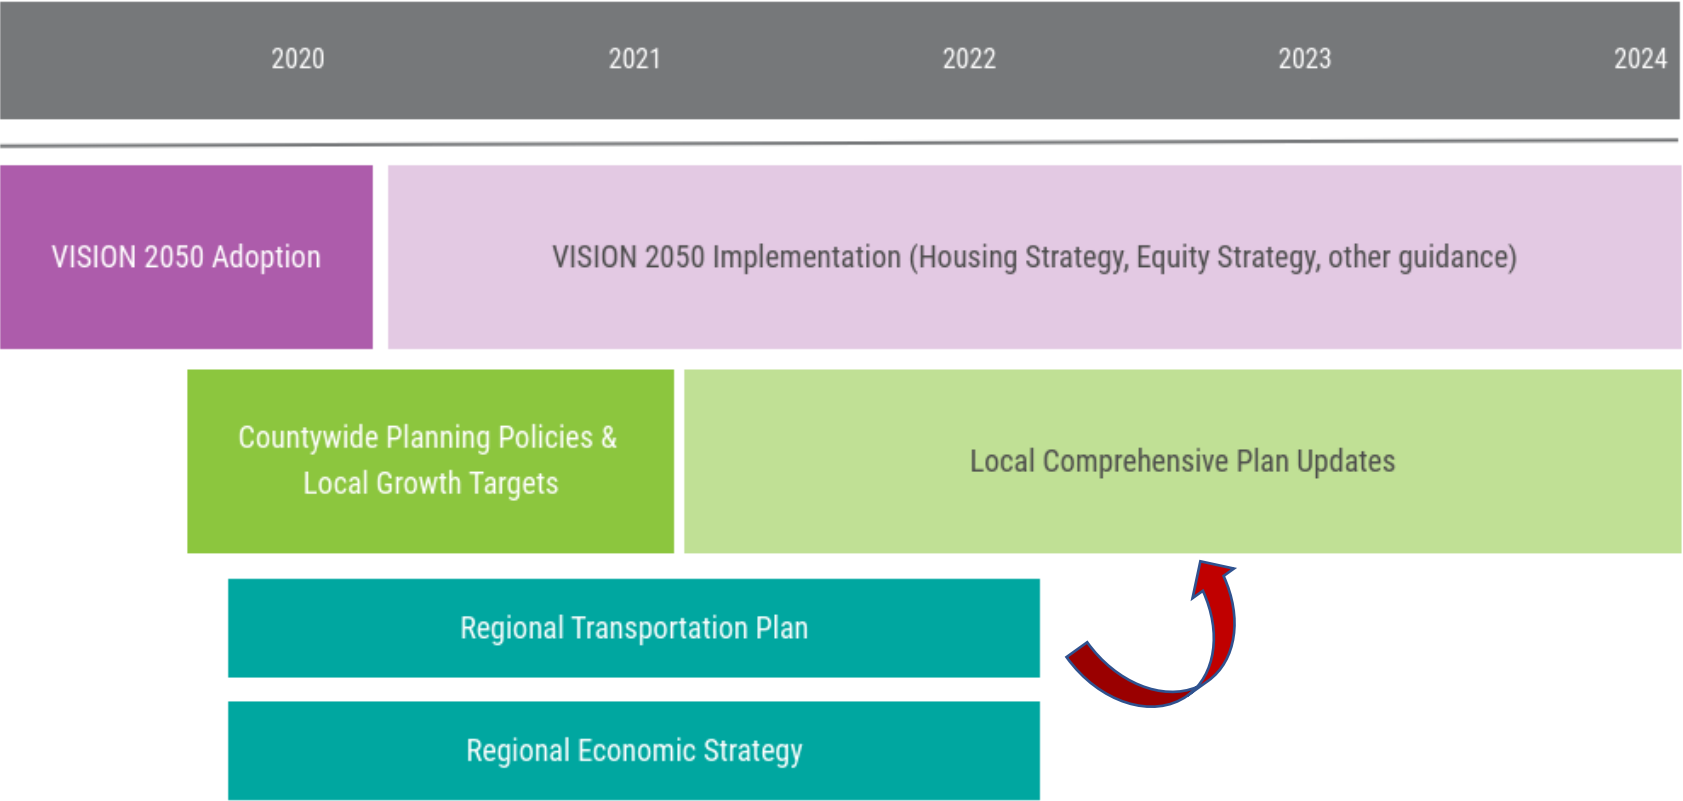 2020 2021 2022 2023 2024
VISION 2050 Adoption
VISION 2050 Implementation (Housing Strategy, Equity Strategy, other guidance)
Countywide Planning Policies &
Local Growth Targets
Local Comprehensive Plan Updates
Regional Transportation Plan
Regional Economic Strategy